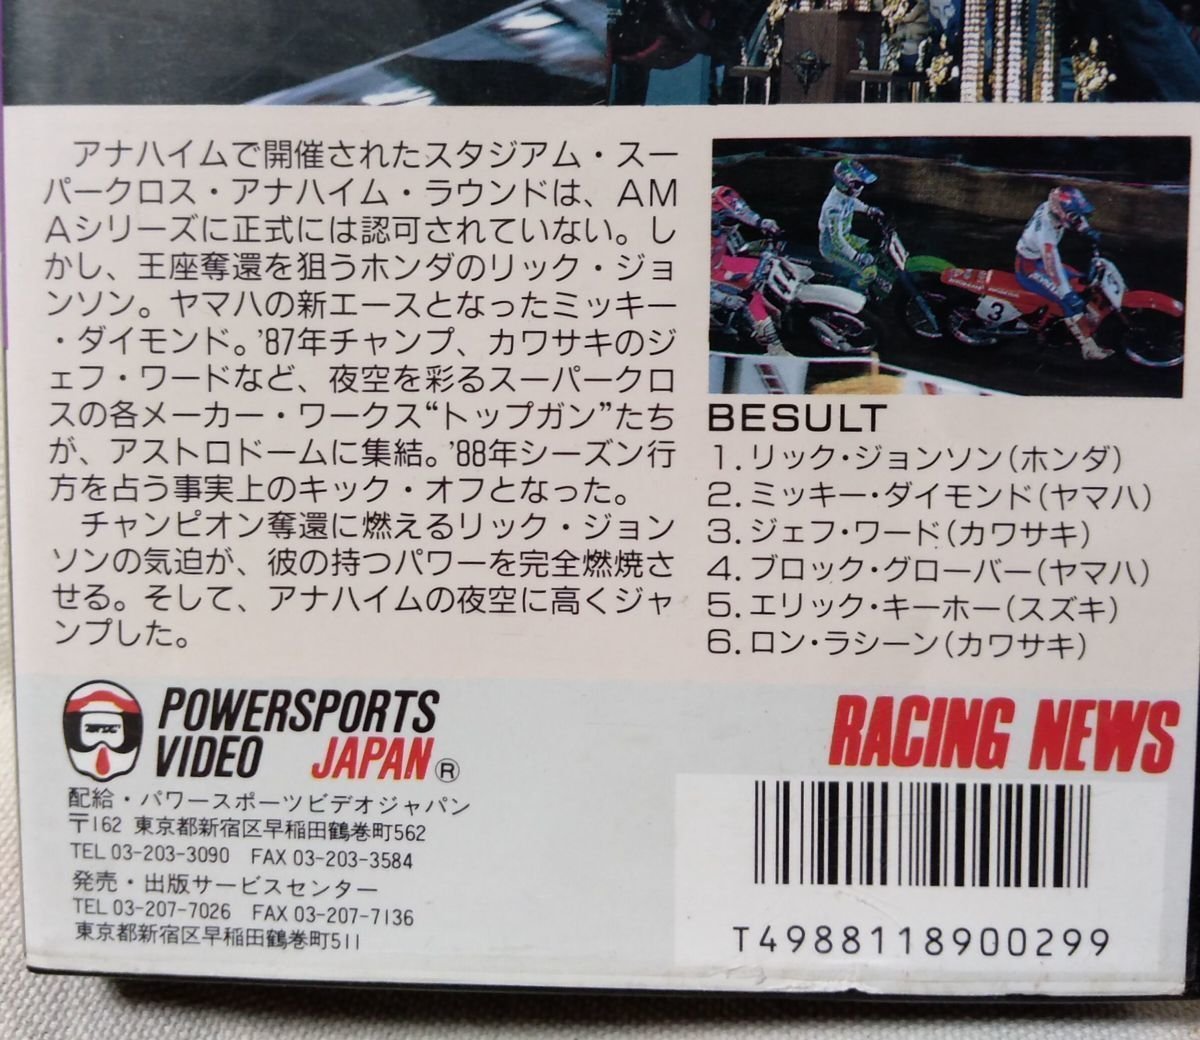 アナハイムで開催されたスタジアム・スー
パークロス・アナハイム・ラウンドは、AM
Aシリーズに正式には認可されていない。し
かし、王座奪還を狙うホンダのリック・ジョ
ンソン。ヤマハの新エースとなったミッキー
・ダイモンド。'87年チャンプ、カワサキのジ
ェフ・ワードなど、夜空を彩るスーパークロ
スの各メーカー・ワークス“トップガン”たち
が、アストロドームに集結。'88年シーズン行
方を占う事実上のキック・オフとなった。
チャンピオン奪還に燃えるリック・ジョン
ソンの気迫が、彼の持つパワーを完全燃焼さ
せる。そして、アナハイムの夜空に高くジャ
ンプした。
3
BESULT
1.リック・ジョンソン(ホンダ)
2.ミッキー・ダイモンド(ヤマハ)
3.ジェフ・ワード(カワサキ)
4.ブロック・グローバー(ヤマハ)
5.エリック・キーホー(スズキ)
6.ロン・ラシーン(カワサキ)
POWERSPORTS
VIDEO JAPAN®
配給・パワースポーツビデオジャパン
〒162 東京都新宿区早稲田鶴巻町562
TEL 03-203-3090 FAX 03-203-3584
発売・出版サービスセンター
TEL 03-207-7026 FAX 03-207-7136
東京都新宿区早稲田鶴巻町511
RACING NEWS
T4988118900299